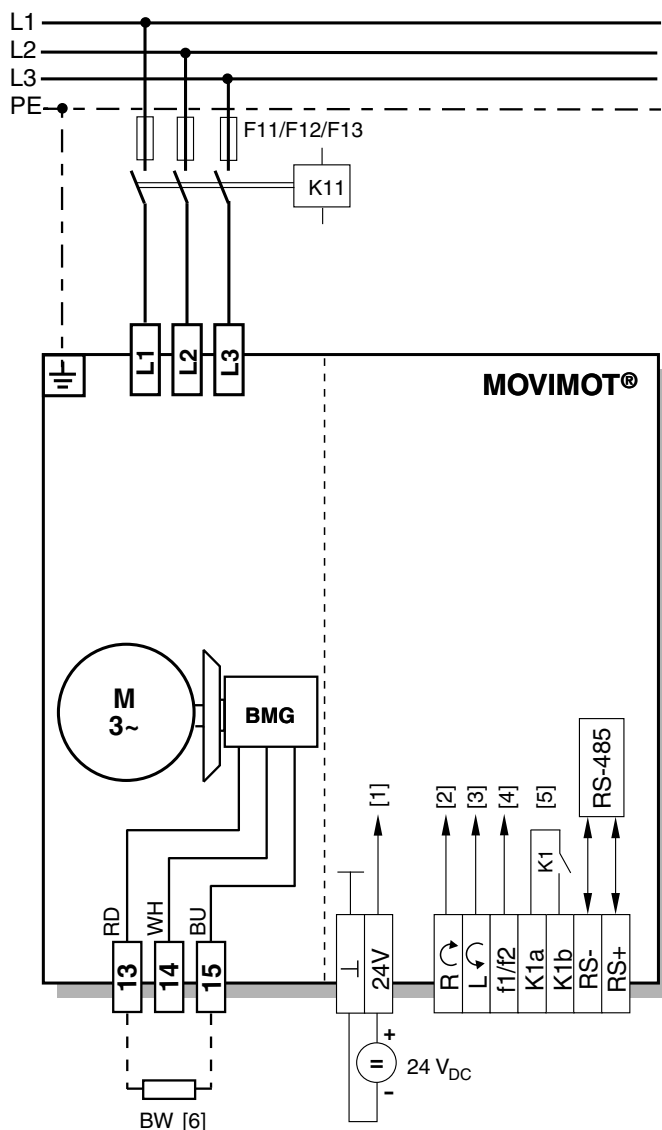 L1
L2
L3
PE
F11/F12/F13
K11
L1
L2
L3
MOVIMOT®
M
3~
BMG
RS-485
[1]
[2]
[3]
[4]
[5]
K1
RD
WH
BU
13
14
15
⊥
24V
R
L
f1/f2
K1a
K1b
RS-
RS+
+
=
-
24 VDC
BW [6]